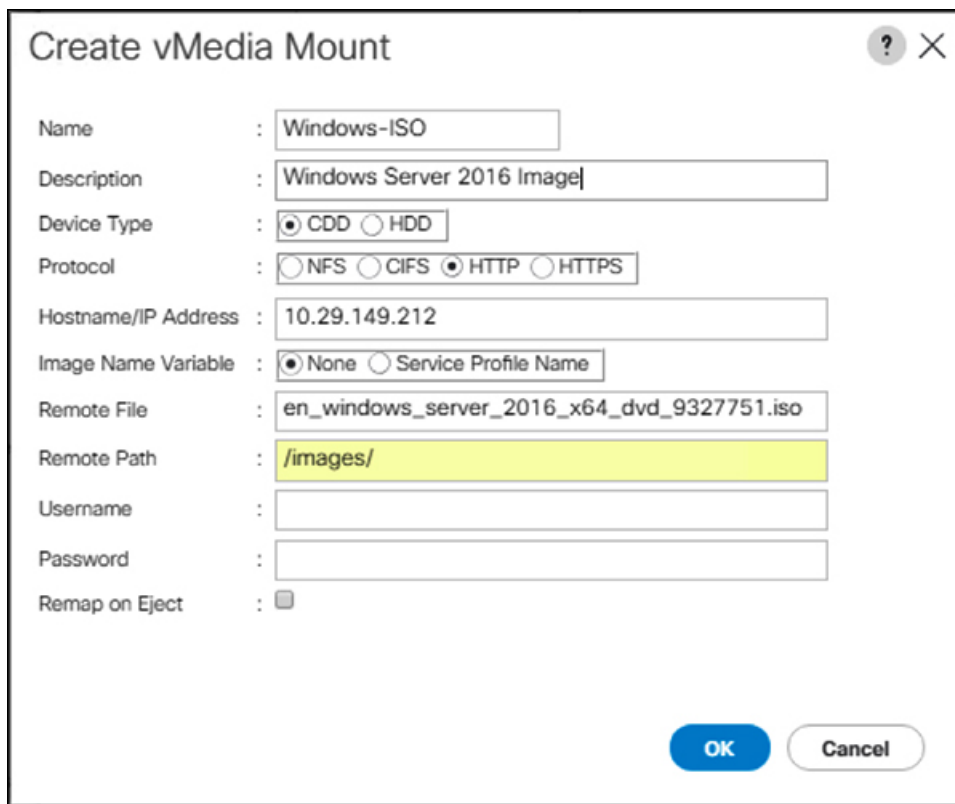 Create vMedia Mount ?
Name : Windows-ISO
Description : Windows Server 2016 Image
Device Type : CDD HDD
Protocol : NFS CIFS HTTP HTTPS
Hostname/IP Address : 10.29.149.212
Image Name Variable : None Service Profile Name
Remote File : en_windows_server_2016_x64_dvd_9327751.iso
Remote Path : /images/
Username :
Password :
Remap on Eject :
OK Cancel